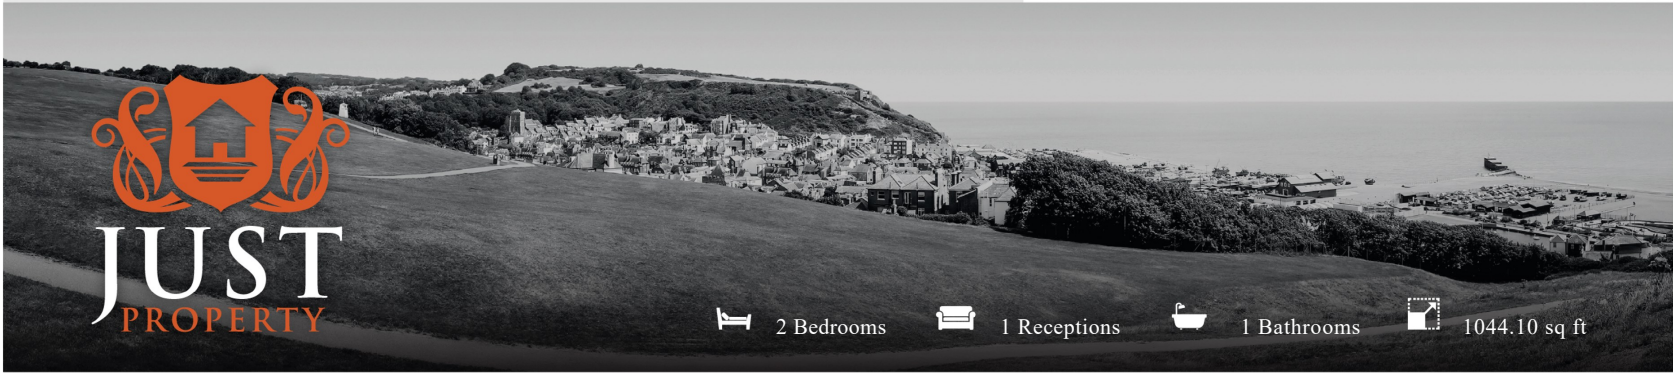 JUST
PROPERTY
2 Bedrooms
1 Receptions
1 Bathrooms
1044.10 sq ft